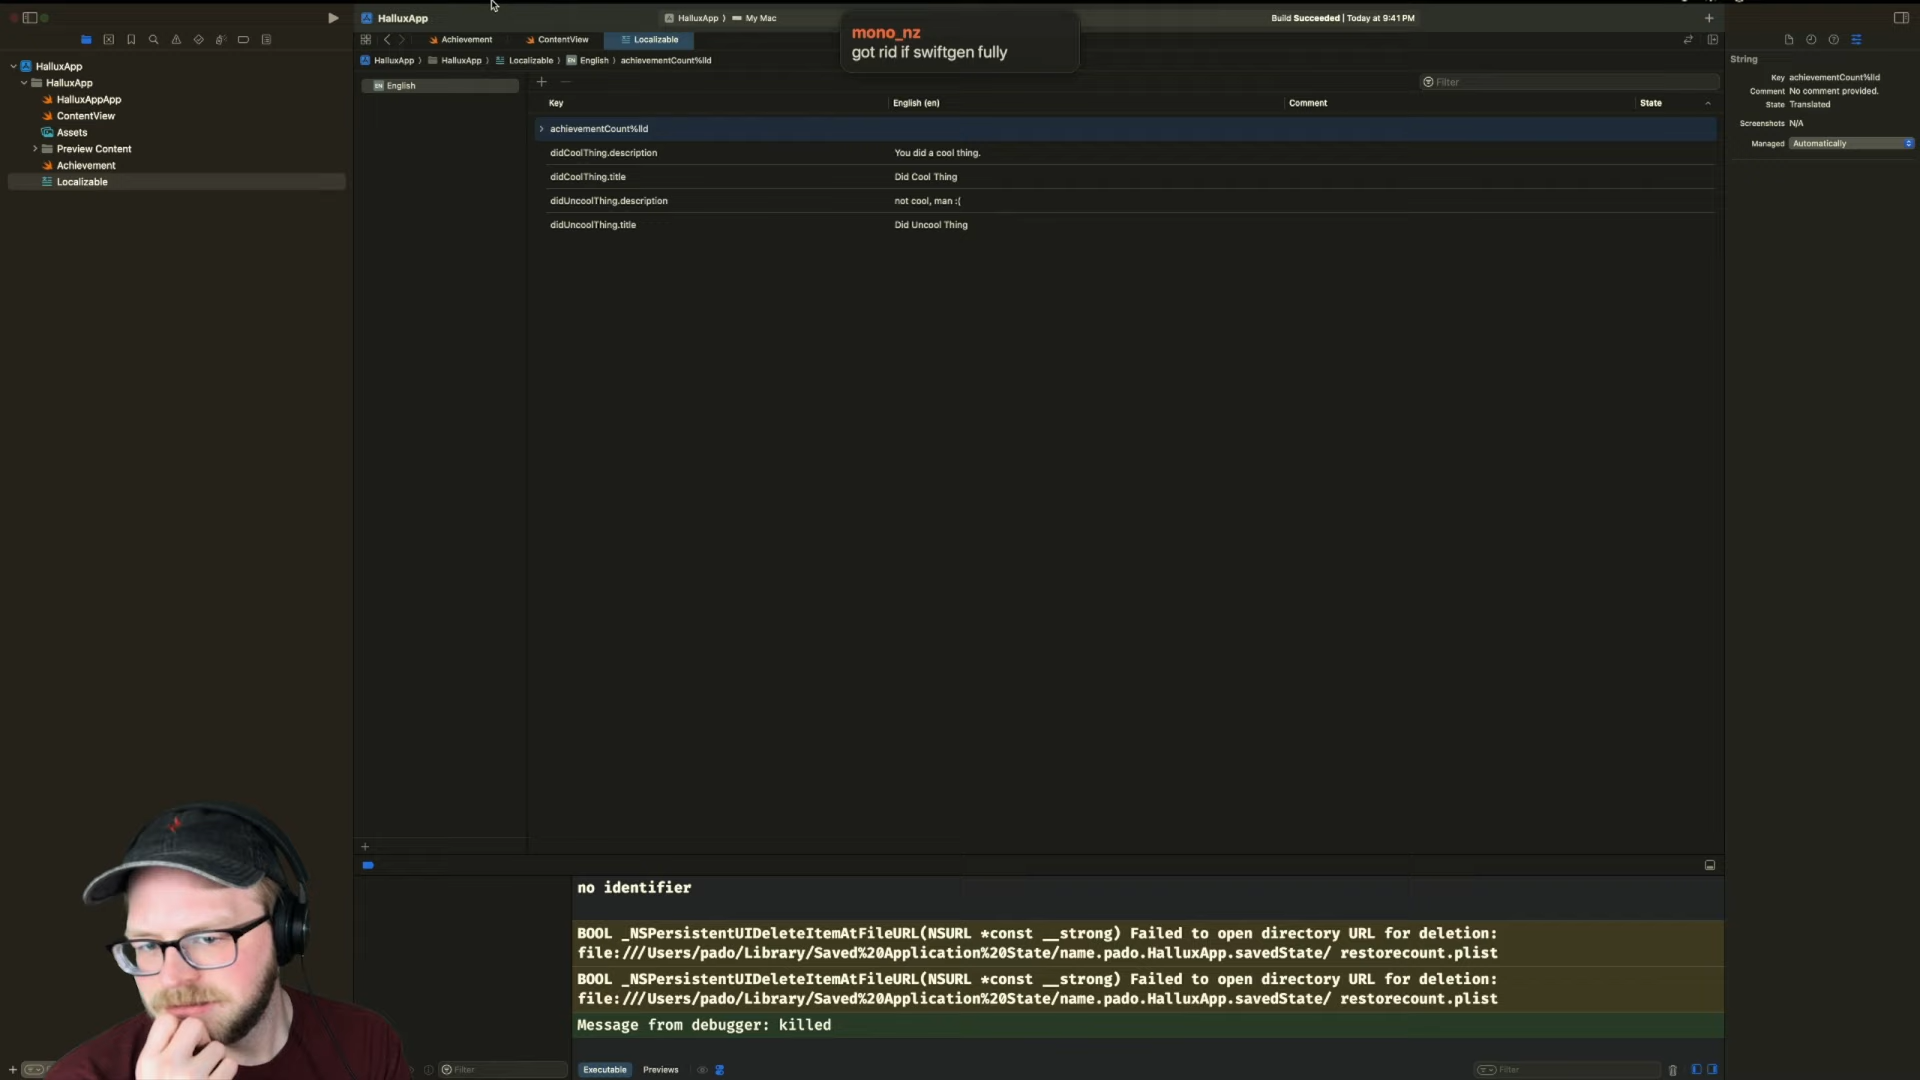 HalluxApp
HalluxApp 〉 My Mac
Build Succeeded | Today at 9:41 PM
mono_nz
got rid if swiftgen fully
Achievement
ContentView
Localizable
HalluxApp 〉 HalluxApp 〉 Localizable 〉 EN English 〉 achievementCount%lld
HalluxApp
HalluxApp
HalluxAppApp
ContentView
Assets
Preview Content
Achievement
Localizable
EN English
Filter
Key English (en) Comment State
achievementCount%lld
didCoolThing.description You did a cool thing.
didCoolThing.title Did Cool Thing
didUncoolThing.description not cool, man :(
didUncoolThing.title Did Uncool Thing
String
Key achievementCount%lld
Comment No comment provided.
State Translated
Screenshots N/A
Managed Automatically
no identifier
BOOL _NSPersistentUIDeleteItemAtFileURL(NSURL *const __strong) Failed to open directory URL for deletion:
file:///Users/pado/Library/Saved%20Application%20State/name.pado.HalluxApp.savedState/ restorecount.plist
BOOL _NSPersistentUIDeleteItemAtFileURL(NSURL *const __strong) Failed to open directory URL for deletion:
file:///Users/pado/Library/Saved%20Application%20State/name.pado.HalluxApp.savedState/ restorecount.plist
Message from debugger: killed
Filter
Executable Previews
Filter